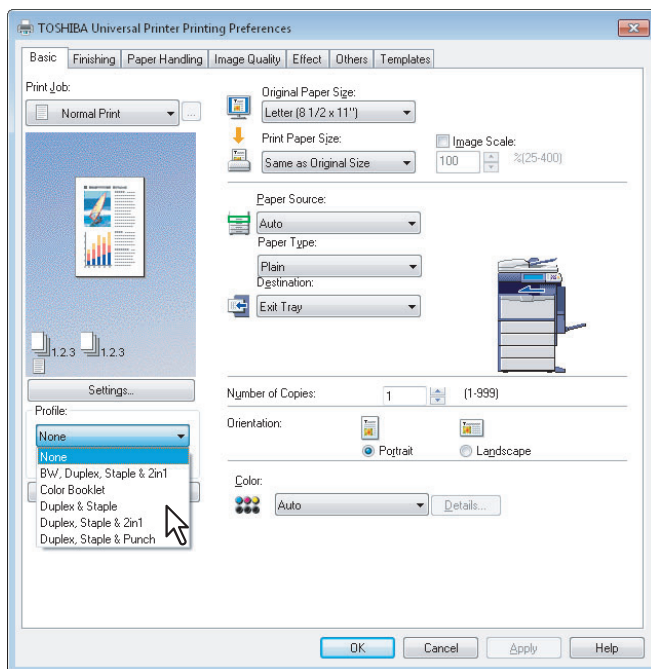 TOSHIBA Universal Printer Printing Preferences
Basic Finishing Paper Handling Image Quality Effect Others Templates
Print Job:
Normal Print
...
1.2.3 1.2.3
Settings...
Profile:
None
None
BW, Duplex, Staple & 2in1
Color Booklet
Duplex & Staple
Duplex, Staple & 2in1
Duplex, Staple & Punch
Original Paper Size:
Letter (8 1/2 x 11")
Print Paper Size:
Image Scale:
Same as Original Size
100 %(25-400)
Paper Source:
Auto
Paper Type:
Plain
Destination:
Exit Tray
Number of Copies: 1 (1-999)
Orientation:
Portrait Landscape
Color:
Auto Details...
OK Cancel Apply Help